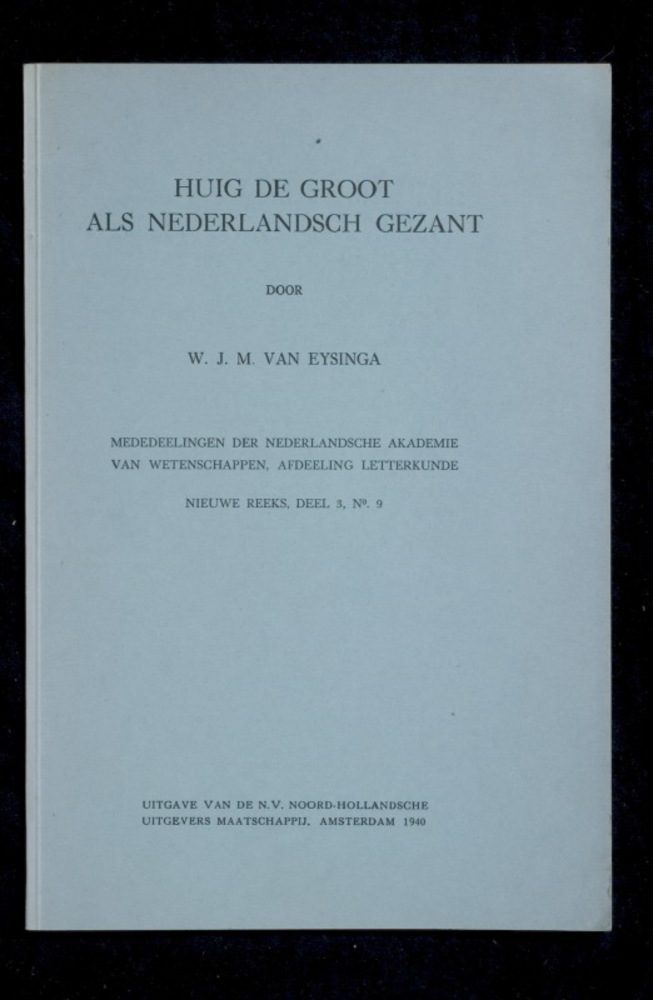 HUIG DE GROOT
ALS NEDERLANDSCH GEZANT
DOOR
W. J. M. VAN EYSINGA
MEDEDEELINGEN DER NEDERLANDSCHE AKADEMIE
VAN WETENSCHAPPEN, AFDEELING LETTERKUNDE
NIEUWE REEKS, DEEL 3, Nº. 9
UITGAVE VAN DE N.V. NOORD-HOLLANDSCHE
UITGEVERS MAATSCHAPPIJ, AMSTERDAM 1940